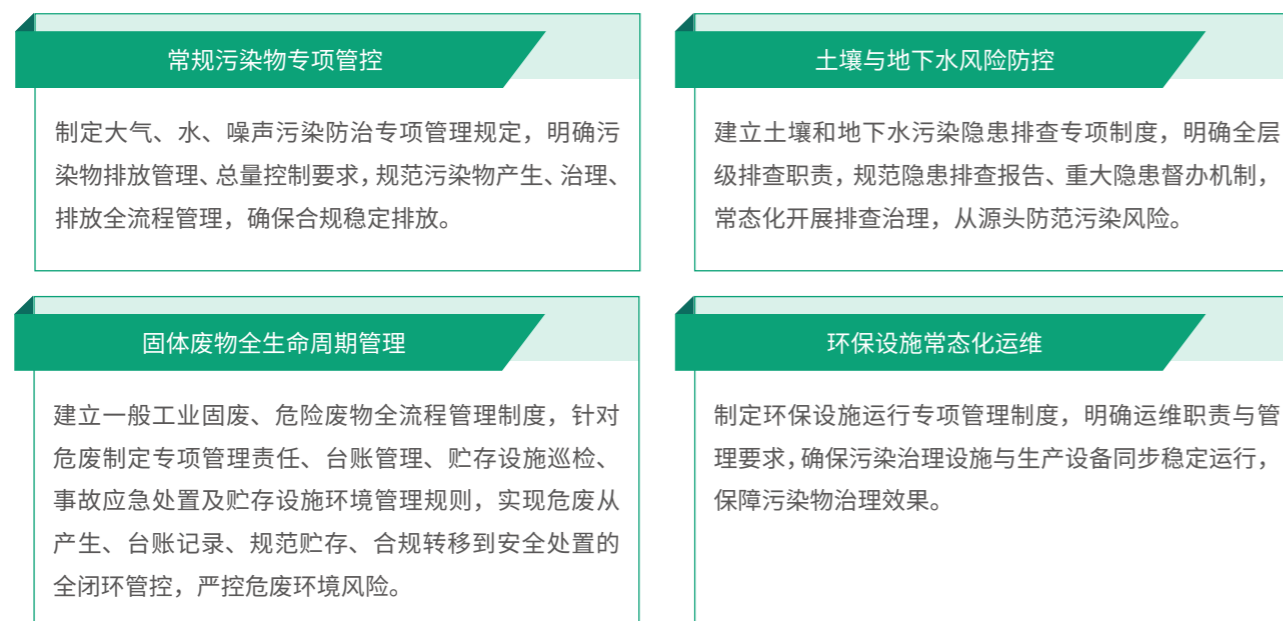 常规污染物专项管控
制定大气、水、噪声污染防治专项管理规定，明确污
染物排放管理、总量控制要求，规范污染物产生、治理、
排放全流程管理，确保合规稳定排放。
土壤与地下水风险防控
建立土壤和地下水污染隐患排查专项制度，明确全层
级排查职责，规范隐患排查报告、重大隐患督办机制，
常态化开展排查治理，从源头防范污染风险。
固体废物全生命周期管理
建立一般工业固废、危险废物全流程管理制度，针对
危废制定专项管理责任、台账管理、贮存设施巡检、
事故应急处置及贮存设施环境管理规则，实现危废从
产生、台账记录、规范贮存、合规转移到安全处置的
全闭环管控，严控危废环境风险。
环保设施常态化运维
制定环保设施运行专项管理制度，明确运维职责与管
理要求，确保污染治理设施与生产设备同步稳定运行，
保障污染物治理效果。